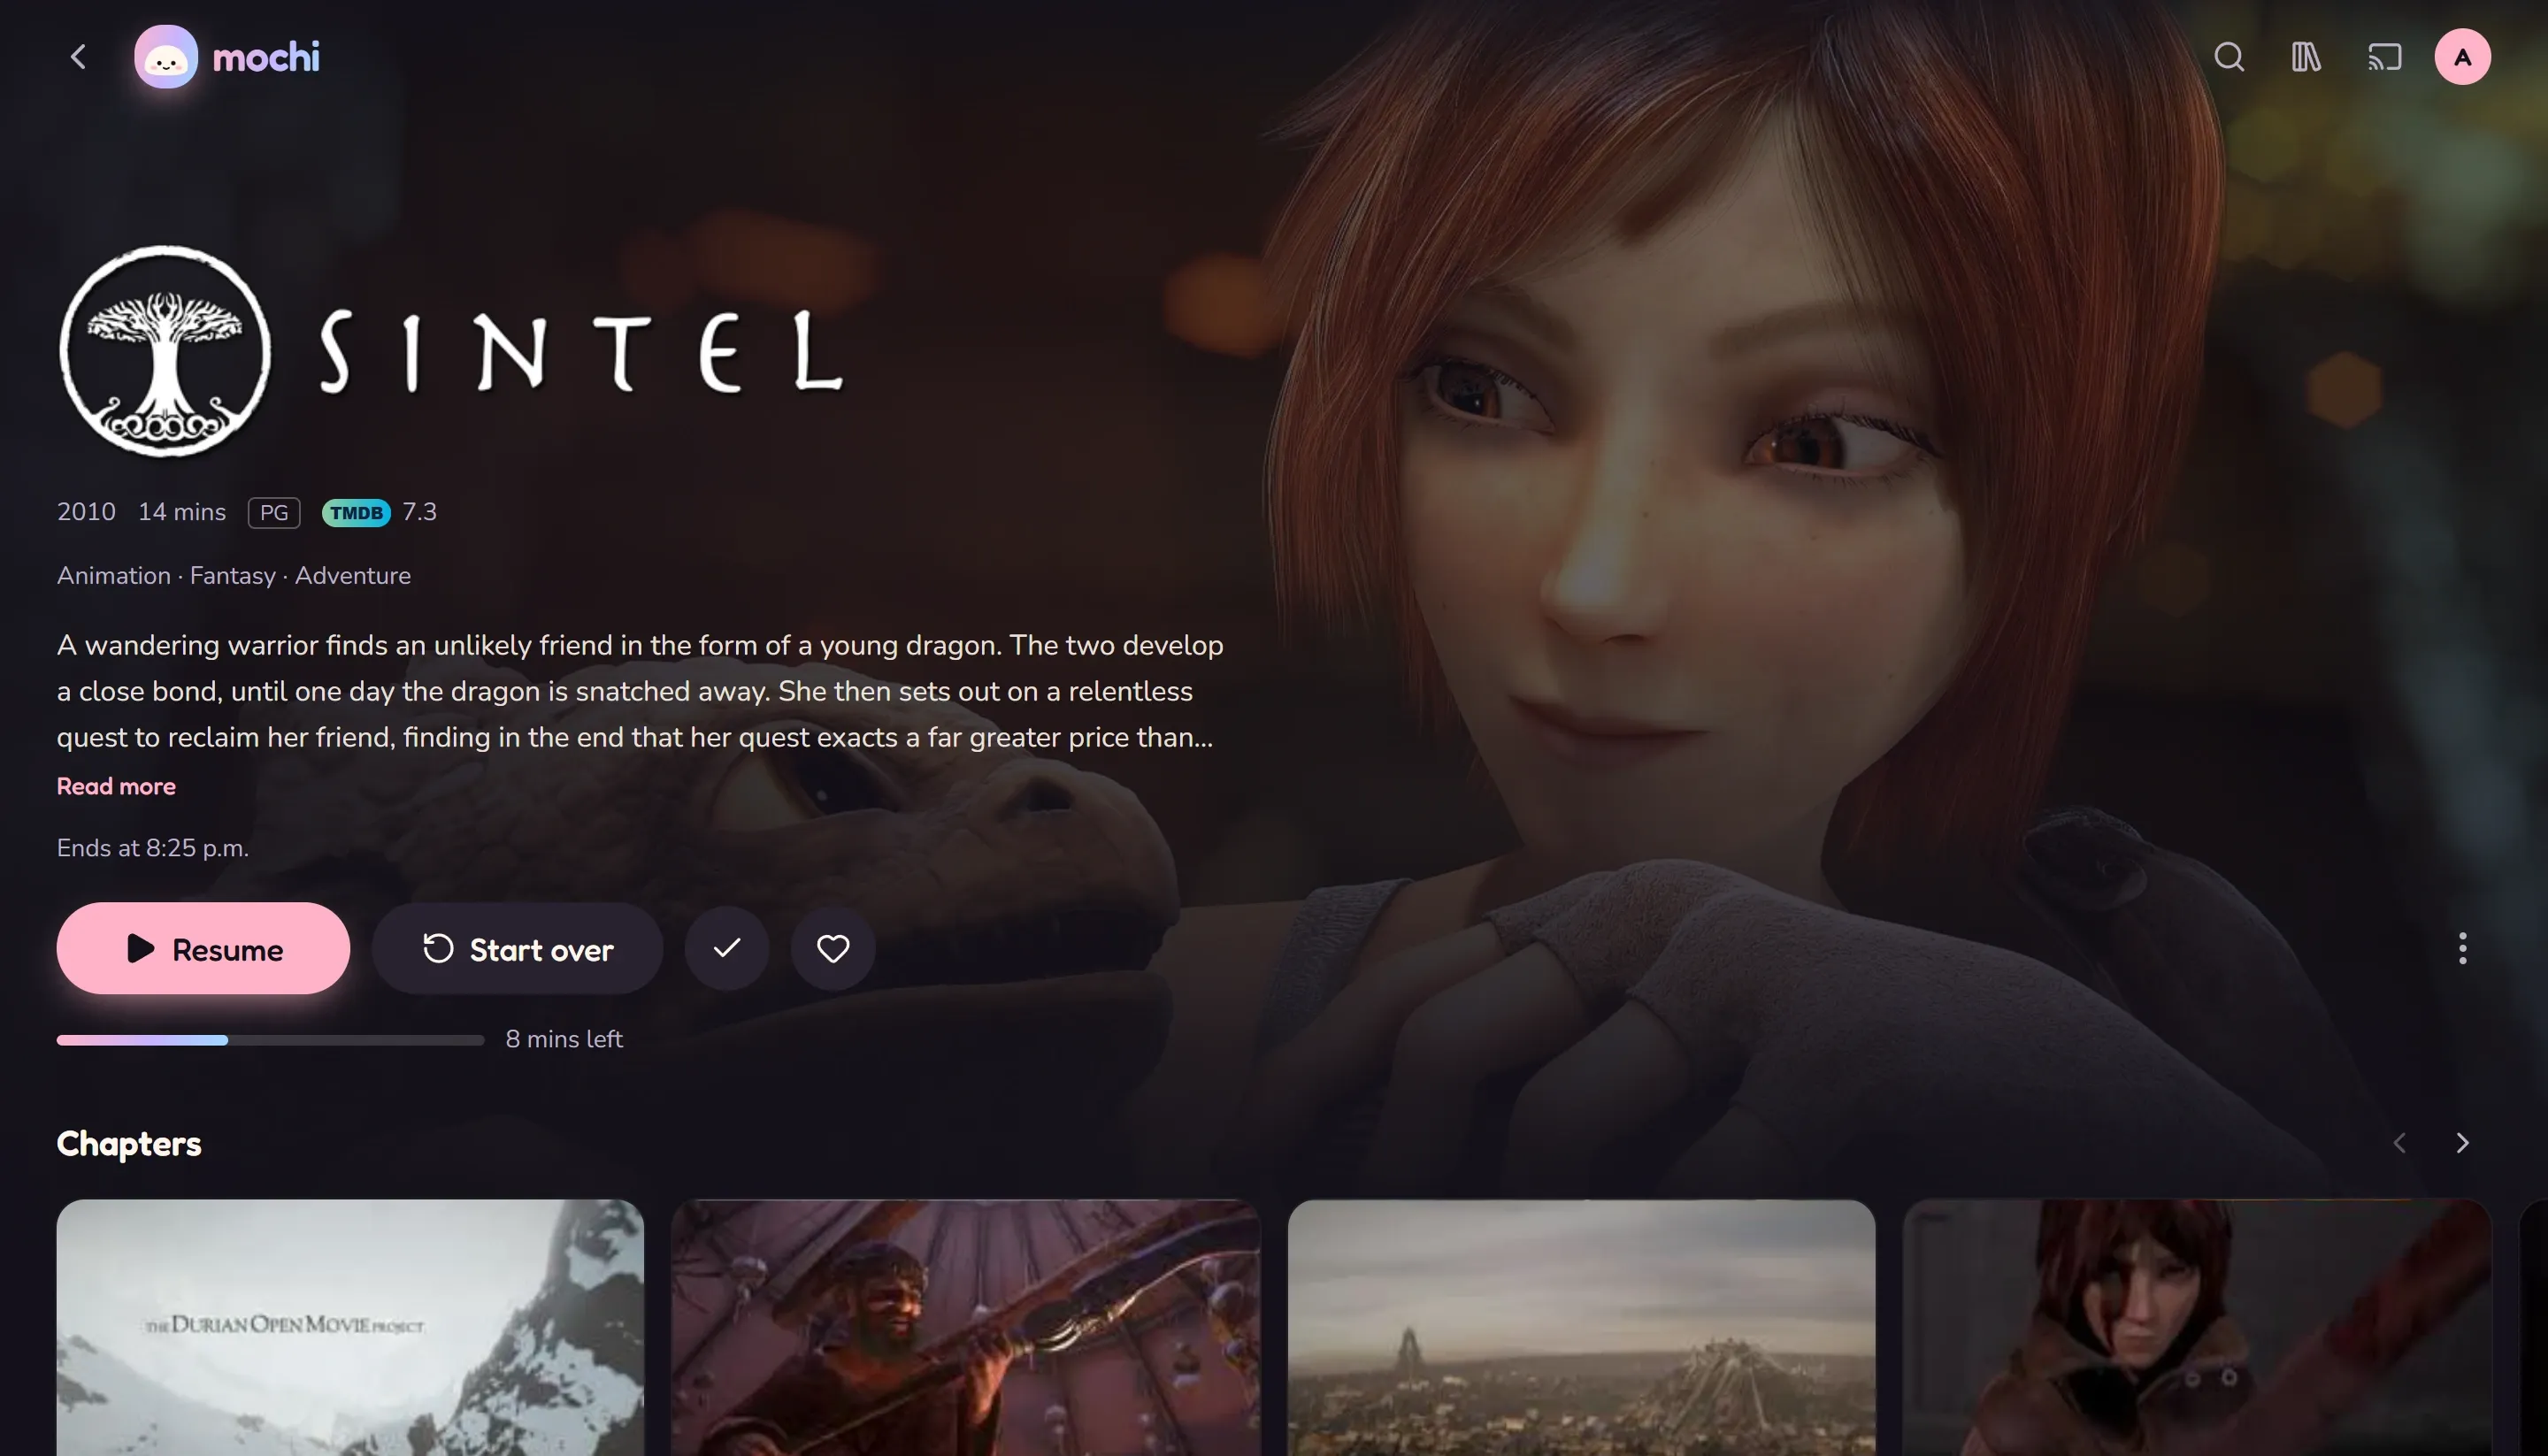 mochi
A
SINTEL
2010 14 mins PG TMDB 7.3
Animation · Fantasy · Adventure
A wandering warrior finds an unlikely friend in the form of a young dragon. The two develop
a close bond, until one day the dragon is snatched away. She then sets out on a relentless
quest to reclaim her friend, finding in the end that her quest exacts a far greater price than...
Read more
Ends at 8:25 p.m.
Resume Start over
8 mins left
Chapters
THE DURIAN OPEN MOVIE PROJECT